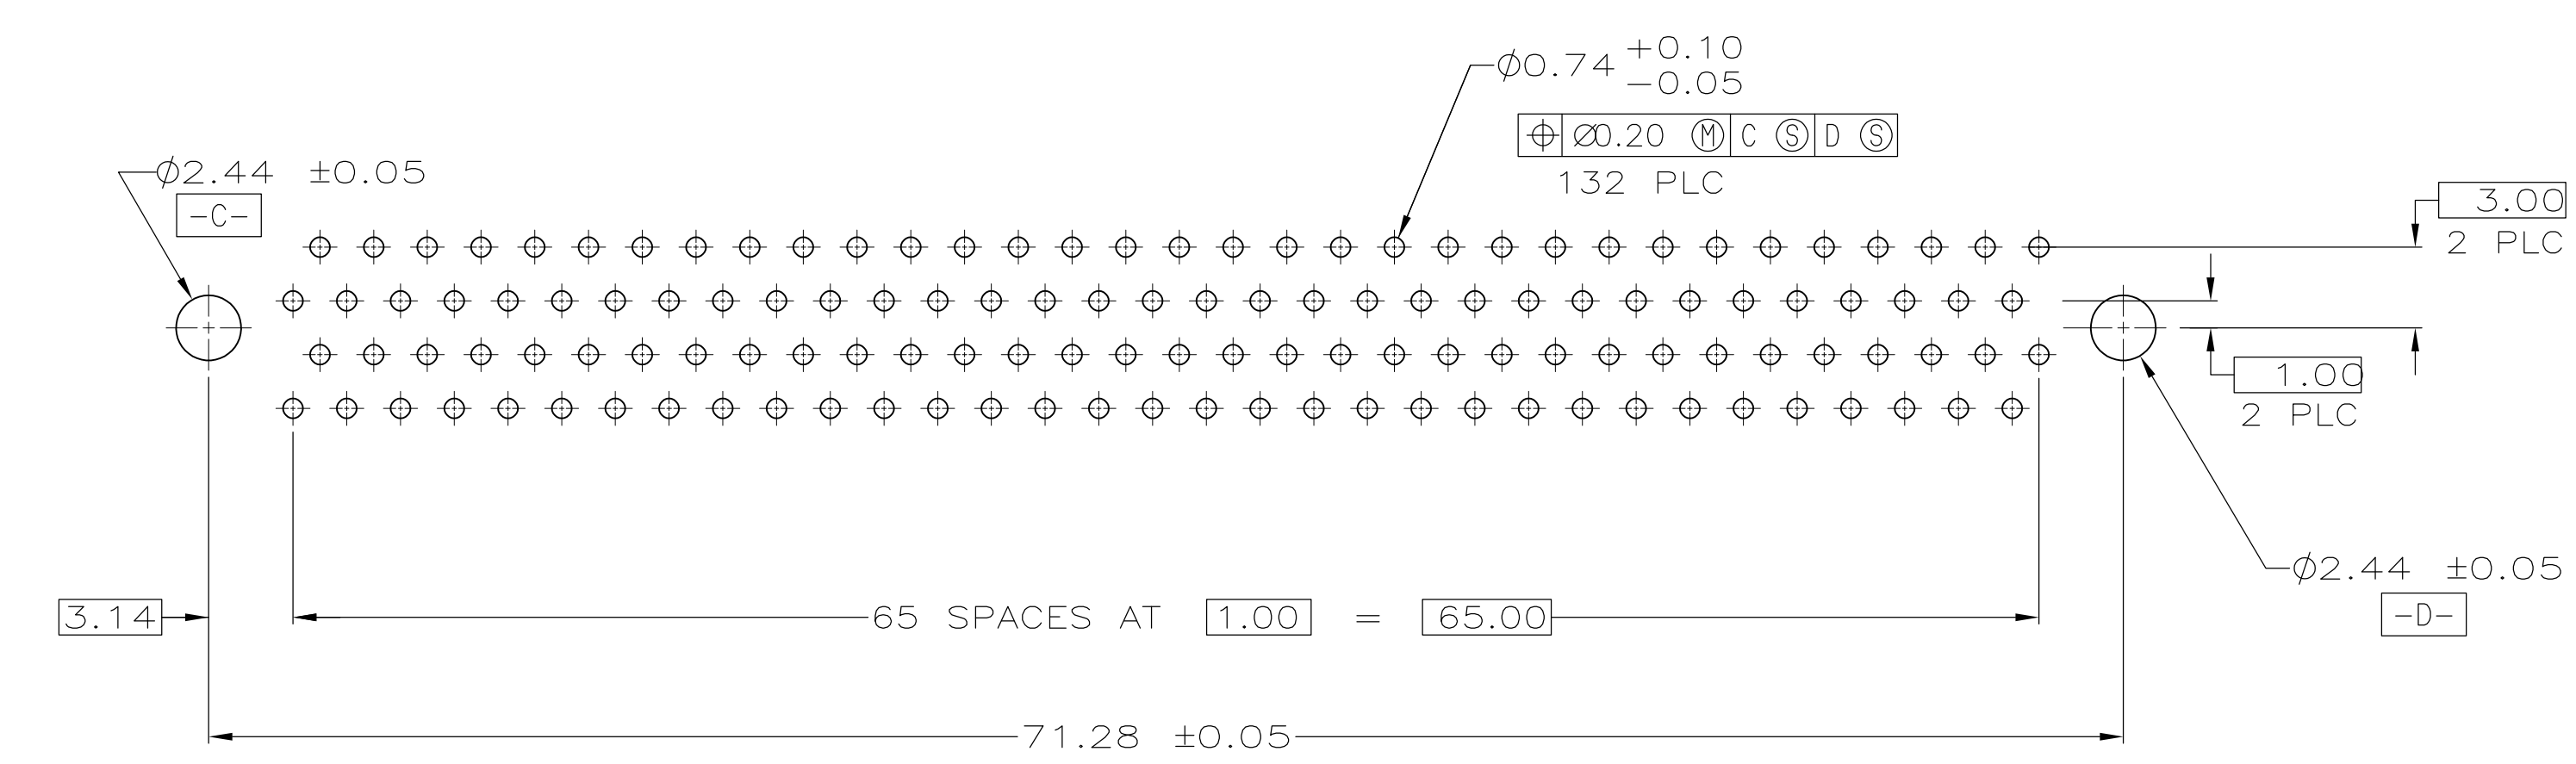 ⌀0.74 +0.10
-0.05
⌖ ⌀0.20 Ⓜ C Ⓢ D Ⓢ
132 PLC
⌀2.44 ±0.05
-C-
3.00
2 PLC
1.00
2 PLC
⌀2.44 ±0.05
-D-
3.14
65 SPACES AT 1.00 = 65.00
71.28 ±0.05